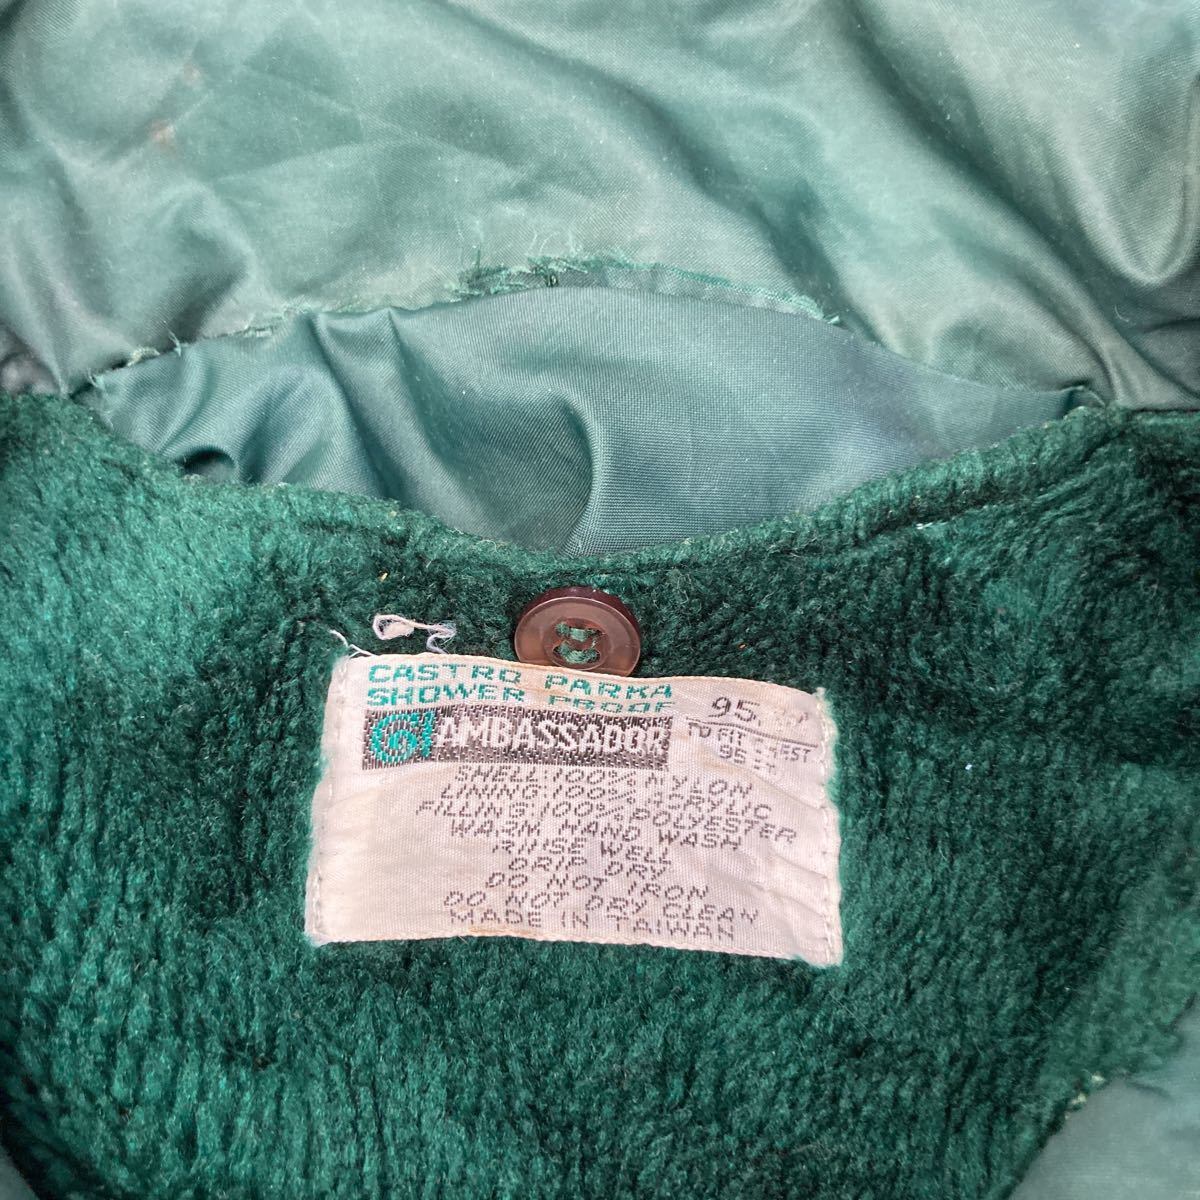 CASTRO PARKA
SHOWER PROOF
AMBASSADOR
95
TO FIT CHEST
95
SHELL:100% NYLON
LINING:100% ACRYLIC
FILLING:100% POLYESTER
WARM HAND WASH
RUISE WELL
DRIP DRY
DO NOT IRON
DO NOT DRY CLEAN
MADE IN TAIWAN